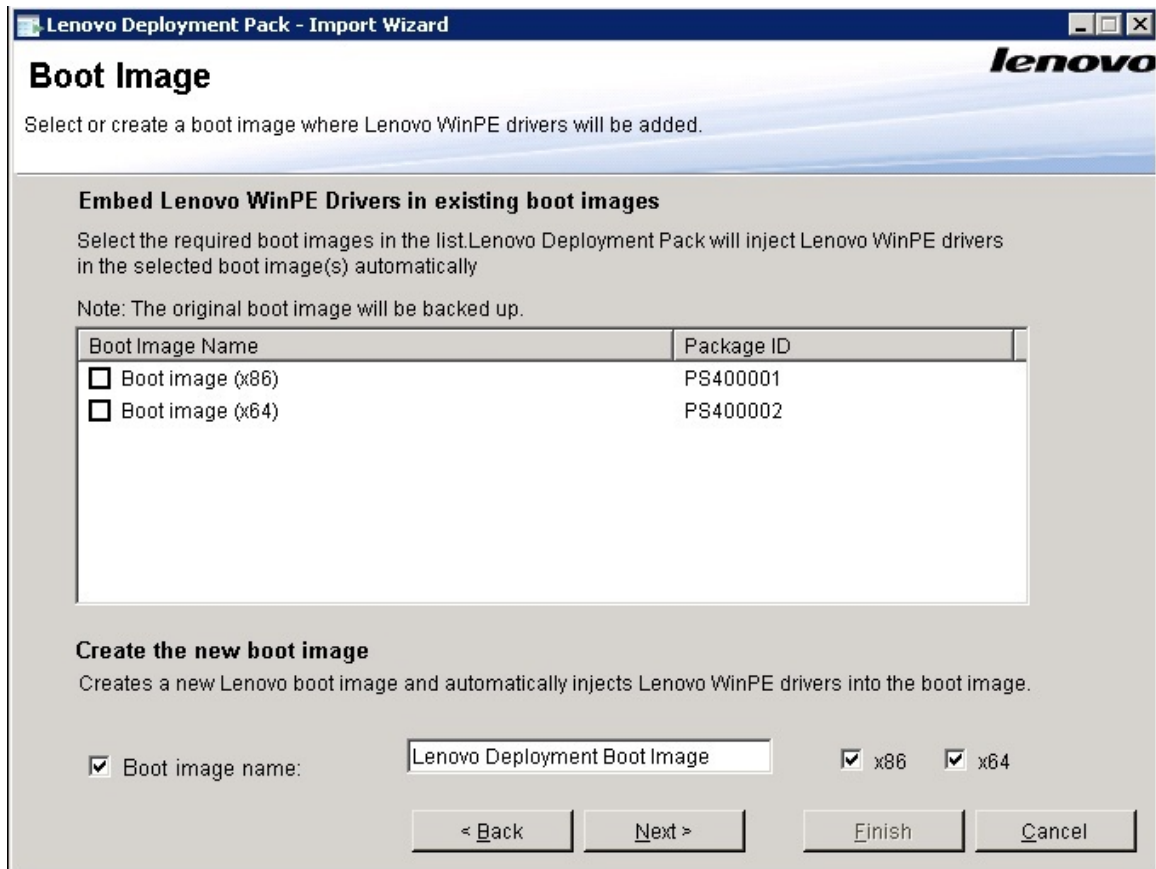 Lenovo Deployment Pack - Import Wizard
lenovo
Boot Image
Select or create a boot image where Lenovo WinPE drivers will be added.
Embed Lenovo WinPE Drivers in existing boot images
Select the required boot images in the list.Lenovo Deployment Pack will inject Lenovo WinPE drivers
in the selected boot image(s) automatically
Note: The original boot image will be backed up.
Boot Image Name Package ID
Boot image (x86) PS400001
Boot image (x64) PS400002
Create the new boot image
Creates a new Lenovo boot image and automatically injects Lenovo WinPE drivers into the boot image.
Boot image name: Lenovo Deployment Boot Image x86 x64
< Back Next > Finish Cancel